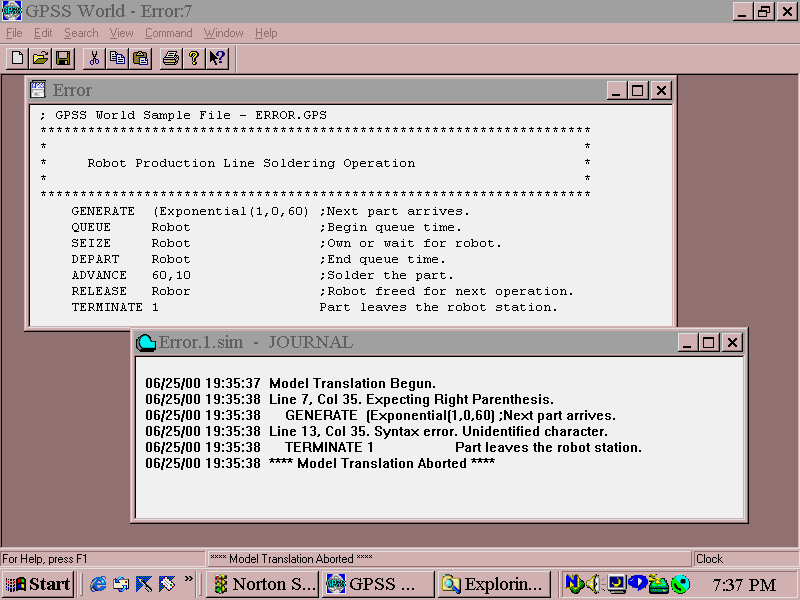 GPSS World - Error:7
File Edit Search View Command Window Help
Error
; GPSS World Sample File - ERROR.GPS
*********************************************************************
* *
* Robot Production Line Soldering Operation *
* *
*********************************************************************
GENERATE (Exponential(1,0,60) ;Next part arrives.
QUEUE Robot ;Begin queue time.
SEIZE Robot ;Own or wait for robot.
DEPART Robot ;End queue time.
ADVANCE 60,10 ;Solder the part.
RELEASE Robor ;Robot freed for next operation.
TERMINATE 1 Part leaves the robot station.
Error.1.sim - JOURNAL
06/25/00 19:35:37 Model Translation Begun.
06/25/00 19:35:38 Line 7, Col 35. Expecting Right Parenthesis.
06/25/00 19:35:38 GENERATE (Exponential(1,0,60) ;Next part arrives.
06/25/00 19:35:38 Line 13, Col 35. Syntax error. Unidentified character.
06/25/00 19:35:38 TERMINATE 1 Part leaves the robot station.
06/25/00 19:35:38 **** Model Translation Aborted ****
For Help, press F1 **** Model Translation Aborted **** Clock
Start » Norton S... GPSS ... Explorin... 7:37 PM